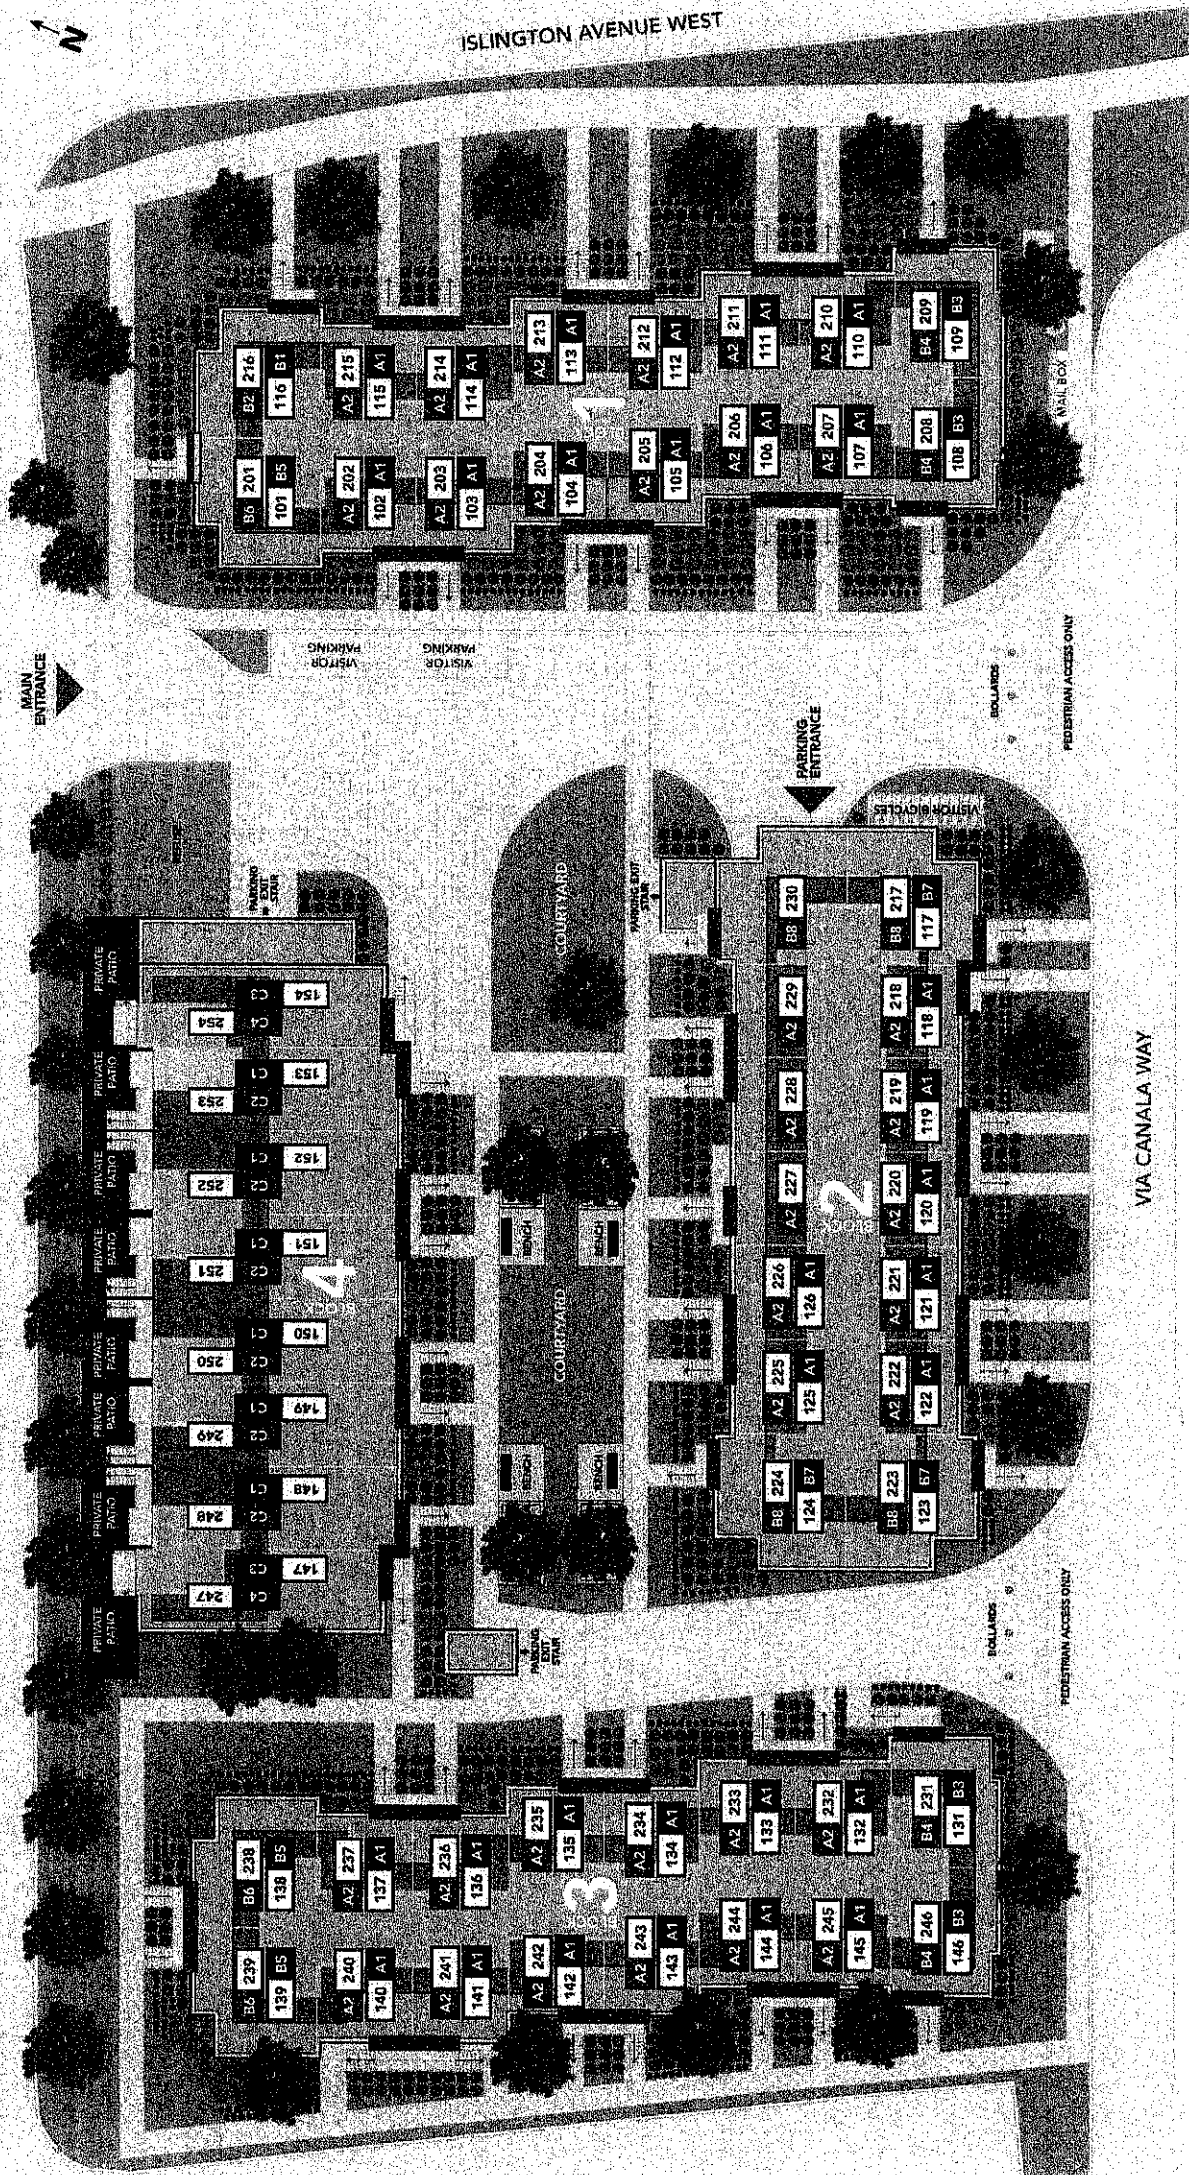 N
ISLINGTON AVENUE WEST
MAIN
ENTRANCE
B6 201
101 B5
A2 202
102 A1
A2 203
103 A1
A2 204
104 A1
A2 205
105 A1
A2 206
106 A1
A2 207
107 A1
B4 208
108 B3
B2 216
116 B1
A2 215
115 A1
A2 214
114 A1
A2 213
113 A1
A2 212
112 A1
A2 211
111 A1
A2 210
110 A1
B4 209
109 B3
1
MAIL BOX
VISITOR
PARKING
VISITOR
PARKING
BOLLARDS
PEDESTRIAN ACCESS ONLY
PARKING
ENTRANCE
VISITOR BICYCLES
PARKING
EXIT
STAIR
PARKING EXIT
STAIR
COURTYARD
PRIVATE
PATIO
PRIVATE
PATIO
PRIVATE
PATIO
PRIVATE
PATIO
PRIVATE
PATIO
PRIVATE
PATIO
PRIVATE
PATIO
PRIVATE
PATIO
254 C4
C3 154
253 C2
C1 153
252 C2
C1 152
251 C2
C1 151
250 C2
C1 150
249 C2
C1 149
248 C2
C1 148
247 C4
C3 147
BLOCK
4
BENCH
BENCH
COURTYARD
BENCH
BENCH
B8 230
A2 229
A2 228
A2 227
A2 226
126 A1
A2 225
125 A1
B8 224
124 B7
B8 217
117 B7
A2 218
118 A1
A2 219
119 A1
A2 220
120 A1
A2 221
121 A1
A2 222
122 A1
B8 223
123 B7
BLOCK
2
VIA CANALA WAY
PARKING
EXIT
STAIR
BOLLARDS
PEDESTRIAN ACCESS ONLY
B6 238
138 B5
A2 237
137 A1
A2 236
136 A1
A2 235
135 A1
A2 234
134 A1
A2 233
133 A1
A2 232
132 A1
B4 231
131 B3
B6 239
139 B5
A2 240
140 A1
A2 241
141 A1
A2 242
142 A1
A2 243
143 A1
A2 244
144 A1
A2 245
145 A1
B4 246
146 B3
BLOCK
3